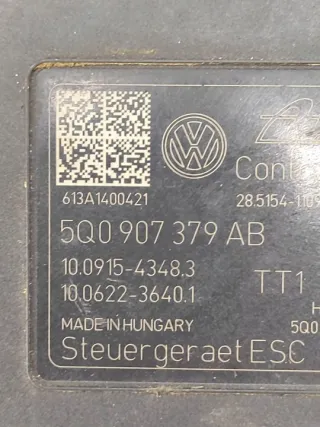 613A1400421
Cont
28.5154-1109
5Q0 907 379 AB
10.0915-4348.3
10.0622-3640.1
TT1
MADE IN HUNGARY
H
5Q0
Steuergeraet ESC